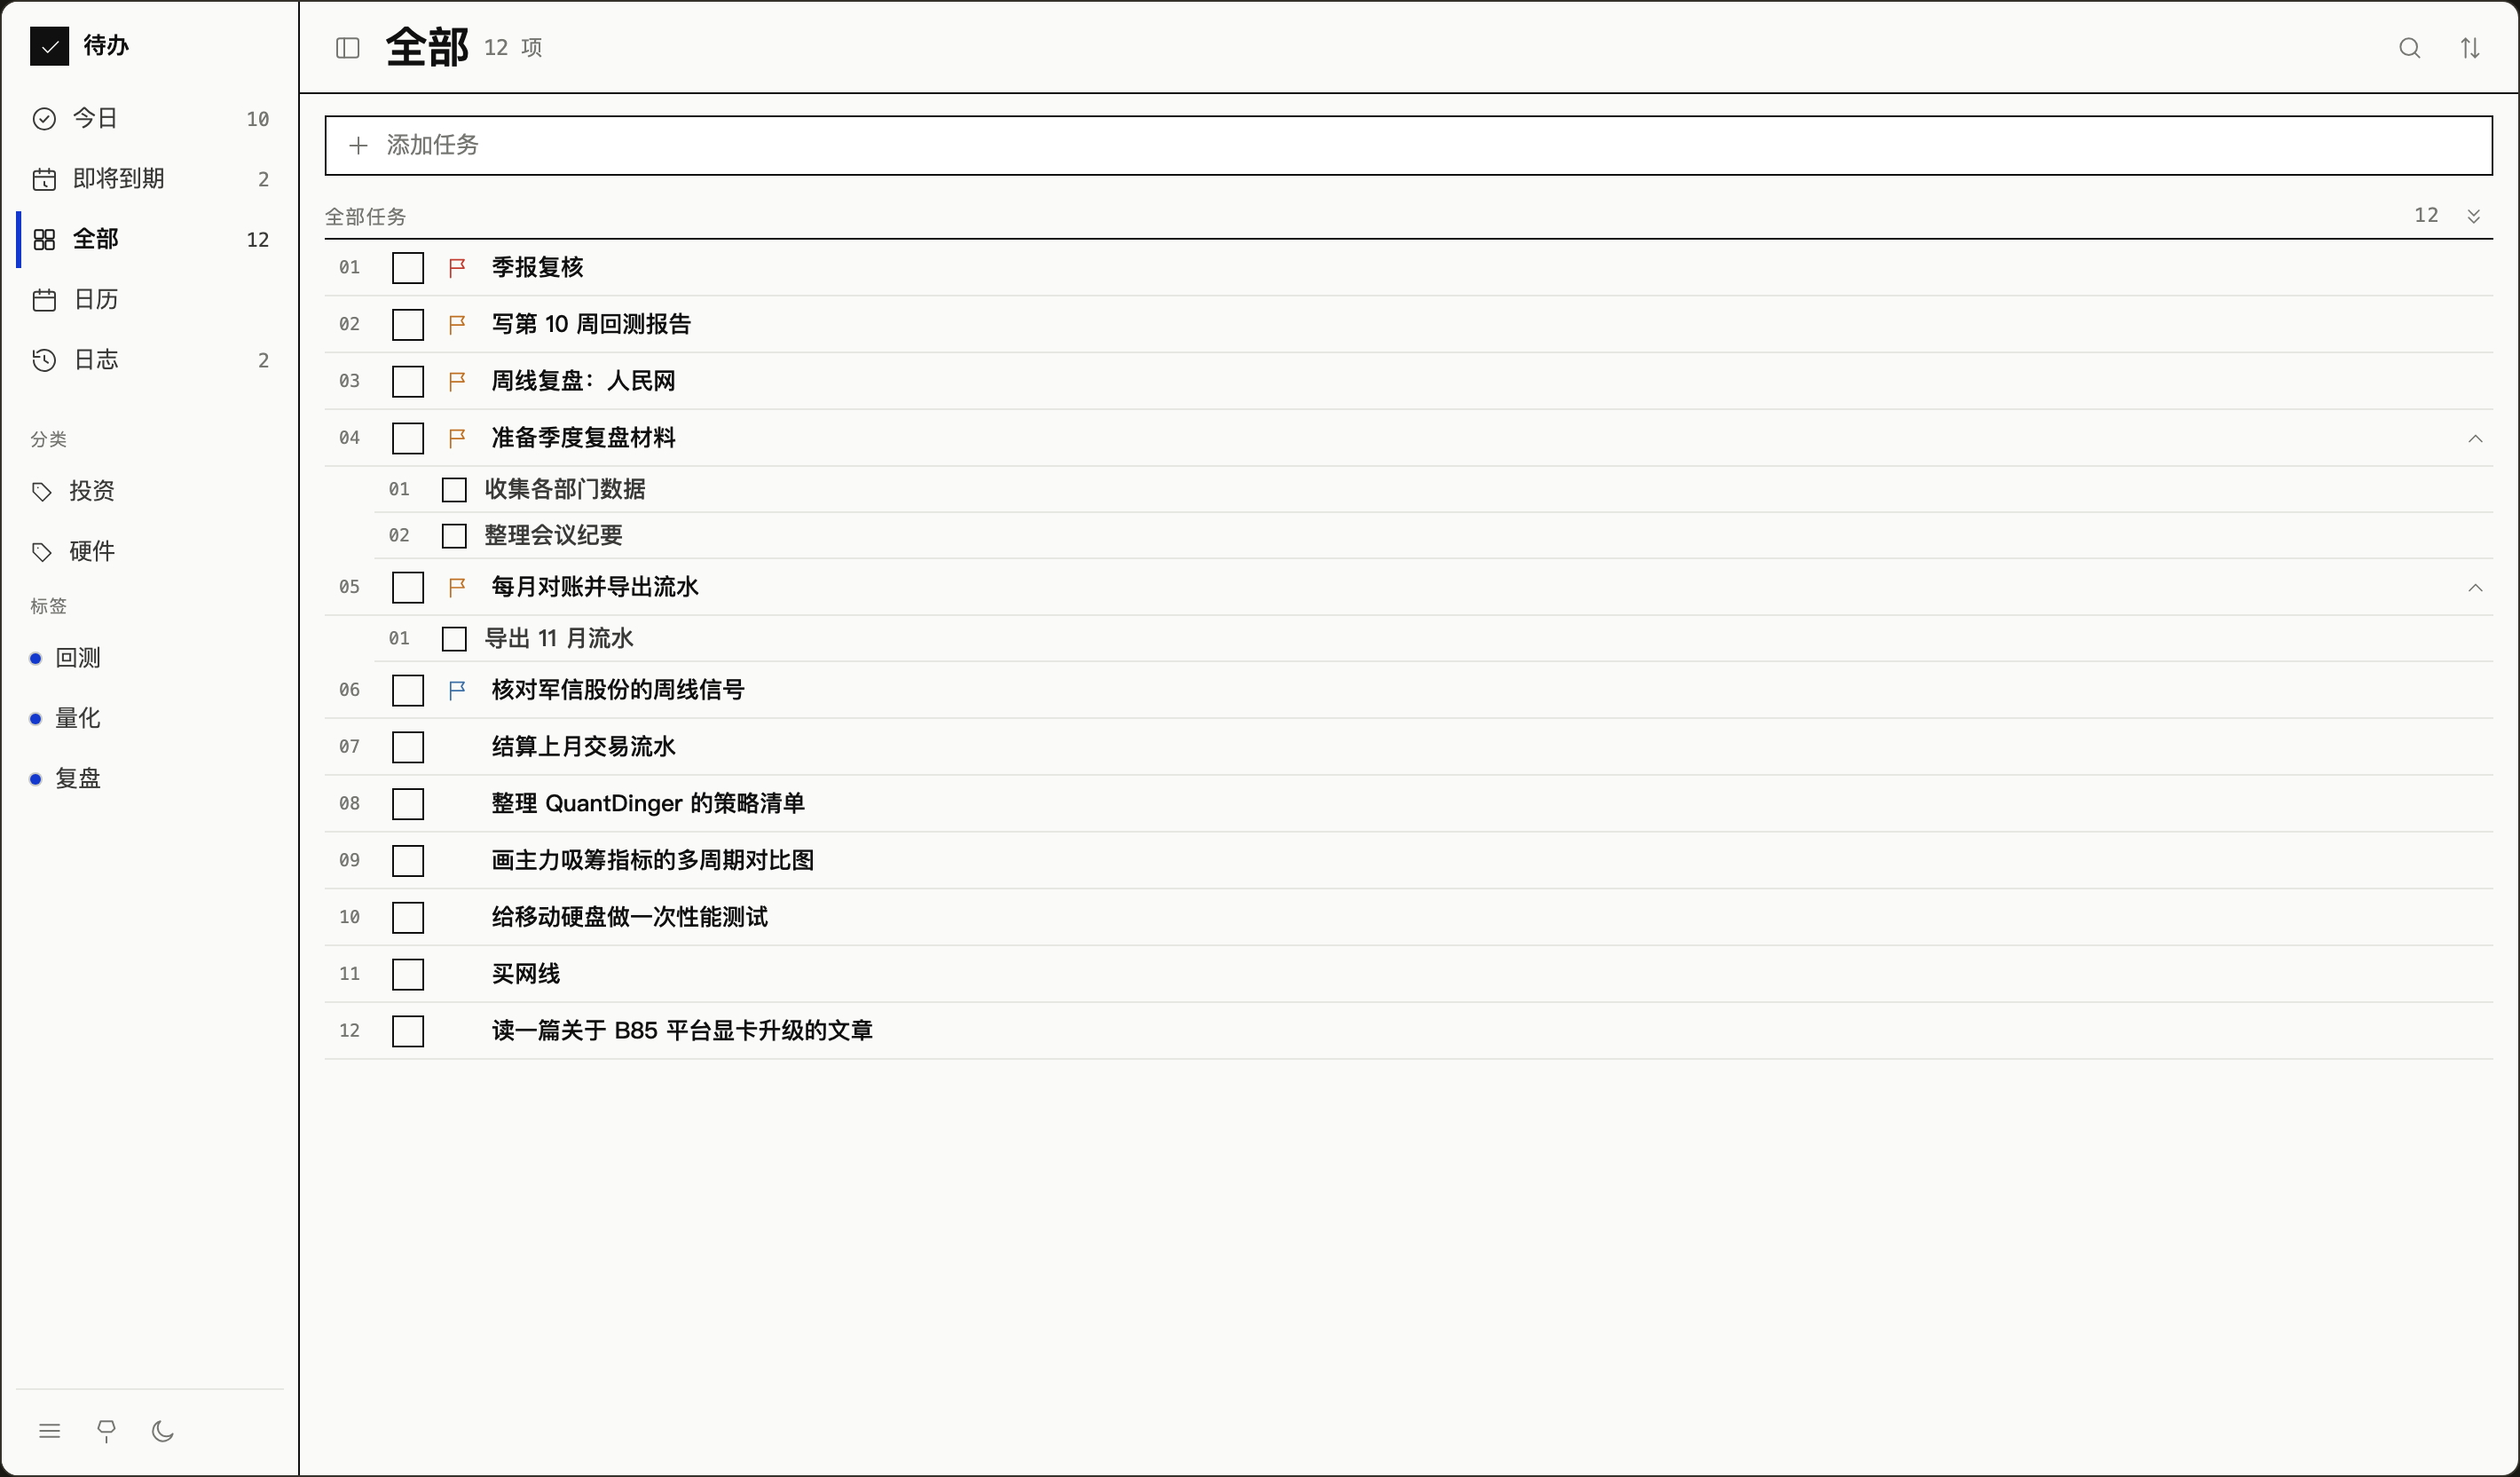 待办
今日 10
即将到期 2
全部 12
日历
日志 2
分类
投资
硬件
标签
回测
量化
复盘
全部 12 项
添加任务
全部任务 12
01 季报复核
02 写第 10 周回测报告
03 周线复盘：人民网
04 准备季度复盘材料
01 收集各部门数据
02 整理会议纪要
05 每月对账并导出流水
01 导出 11 月流水
06 核对军信股份的周线信号
07 结算上月交易流水
08 整理 QuantDinger 的策略清单
09 画主力吸筹指标的多周期对比图
10 给移动硬盘做一次性能测试
11 买网线
12 读一篇关于 B85 平台显卡升级的文章